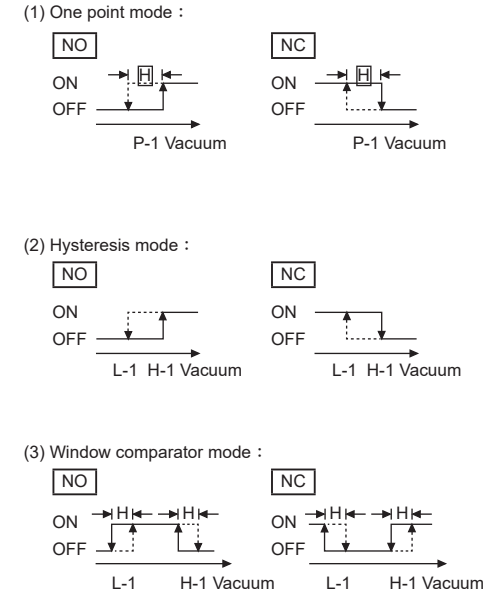 (1) One point mode：
NO NC
H H
ON ON
OFF OFF
P-1 Vacuum P-1 Vacuum
(2) Hysteresis mode：
NO NC
ON ON
OFF OFF
L-1 H-1 Vacuum L-1 H-1 Vacuum
(3) Window comparator mode：
NO NC
H H H H
ON ON
OFF OFF
L-1 H-1 Vacuum L-1 H-1 Vacuum